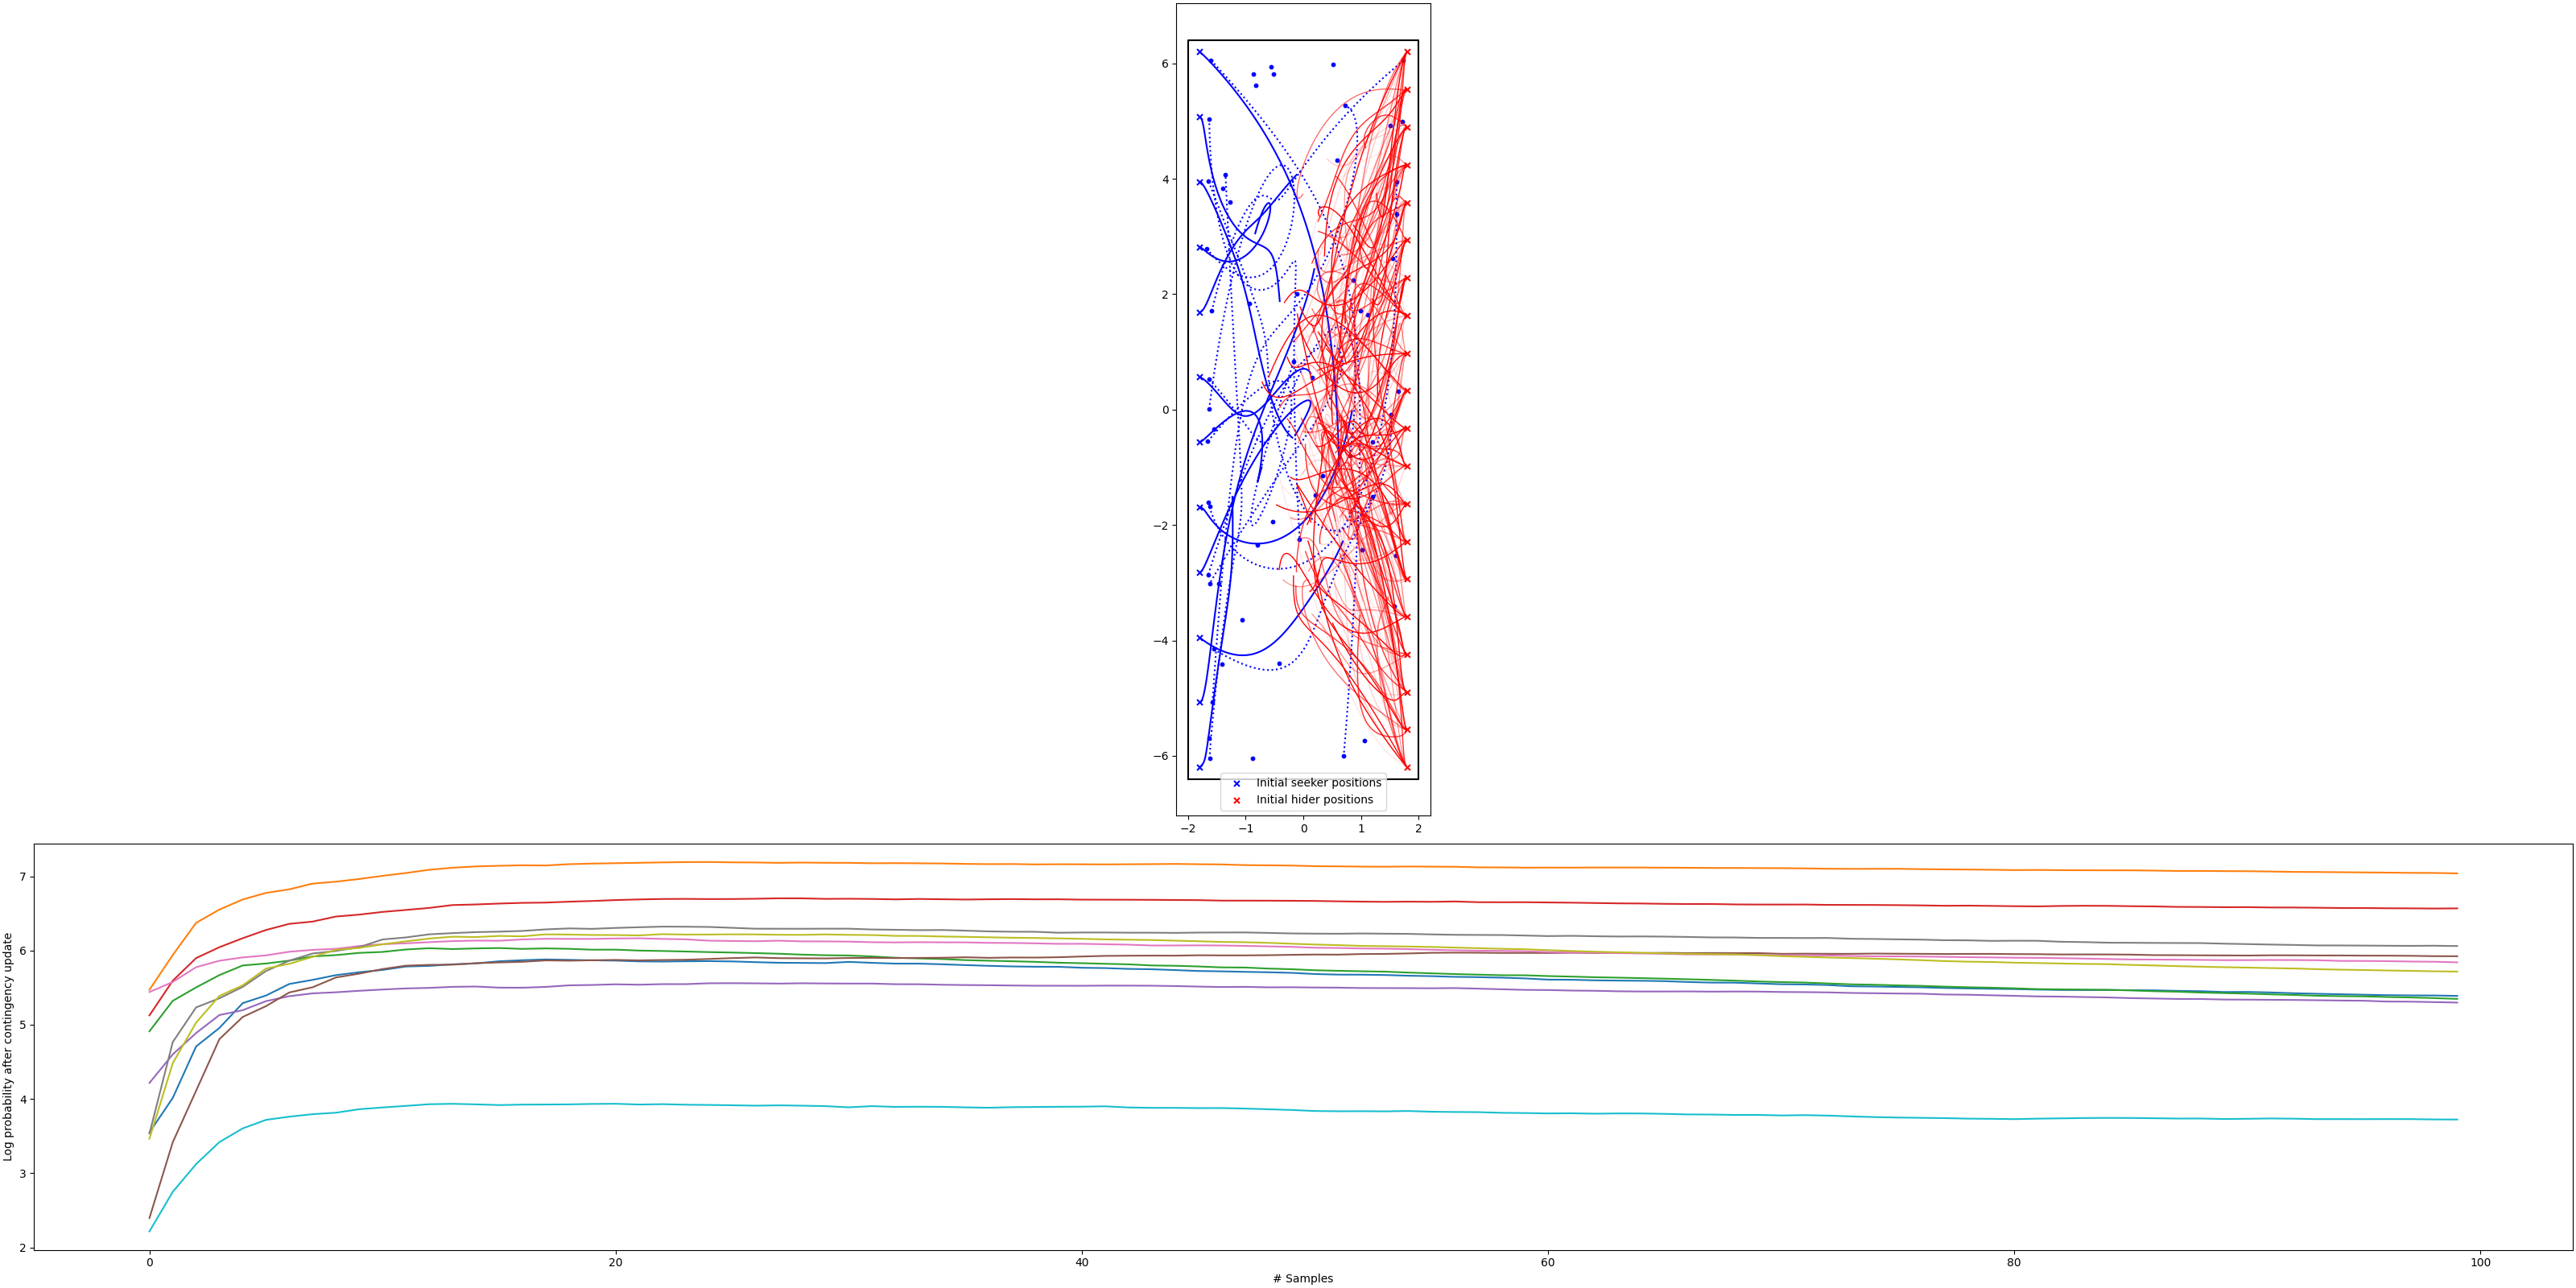 6
4
2
0
−2
−4
−6
Initial seeker positions
Initial hider positions
−2 −1 0 1 2
Log probability after contingency update
7
6
5
4
3
2
0 20 40 60 80 100
# Samples